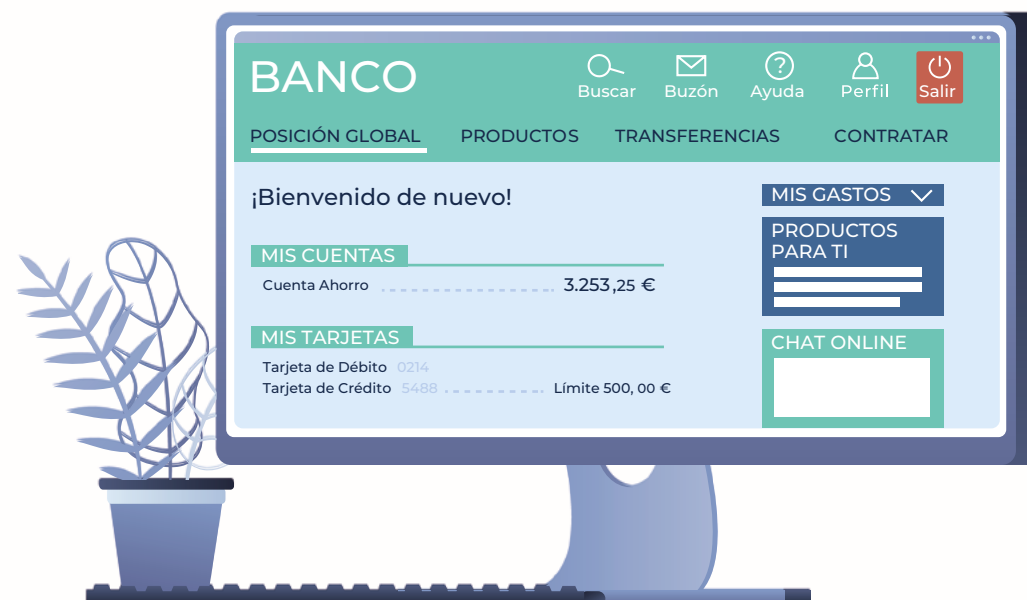 BANCO
Buscar Buzón Ayuda Perfil Salir
POSICIÓN GLOBAL PRODUCTOS TRANSFERENCIAS CONTRATAR
¡Bienvenido de nuevo!
MIS CUENTAS
Cuenta Ahorro 3.253,25 €
MIS TARJETAS
Tarjeta de Débito 0214
Tarjeta de Crédito 5488 Límite 500, 00 €
MIS GASTOS
PRODUCTOS
PARA TI
CHAT ONLINE